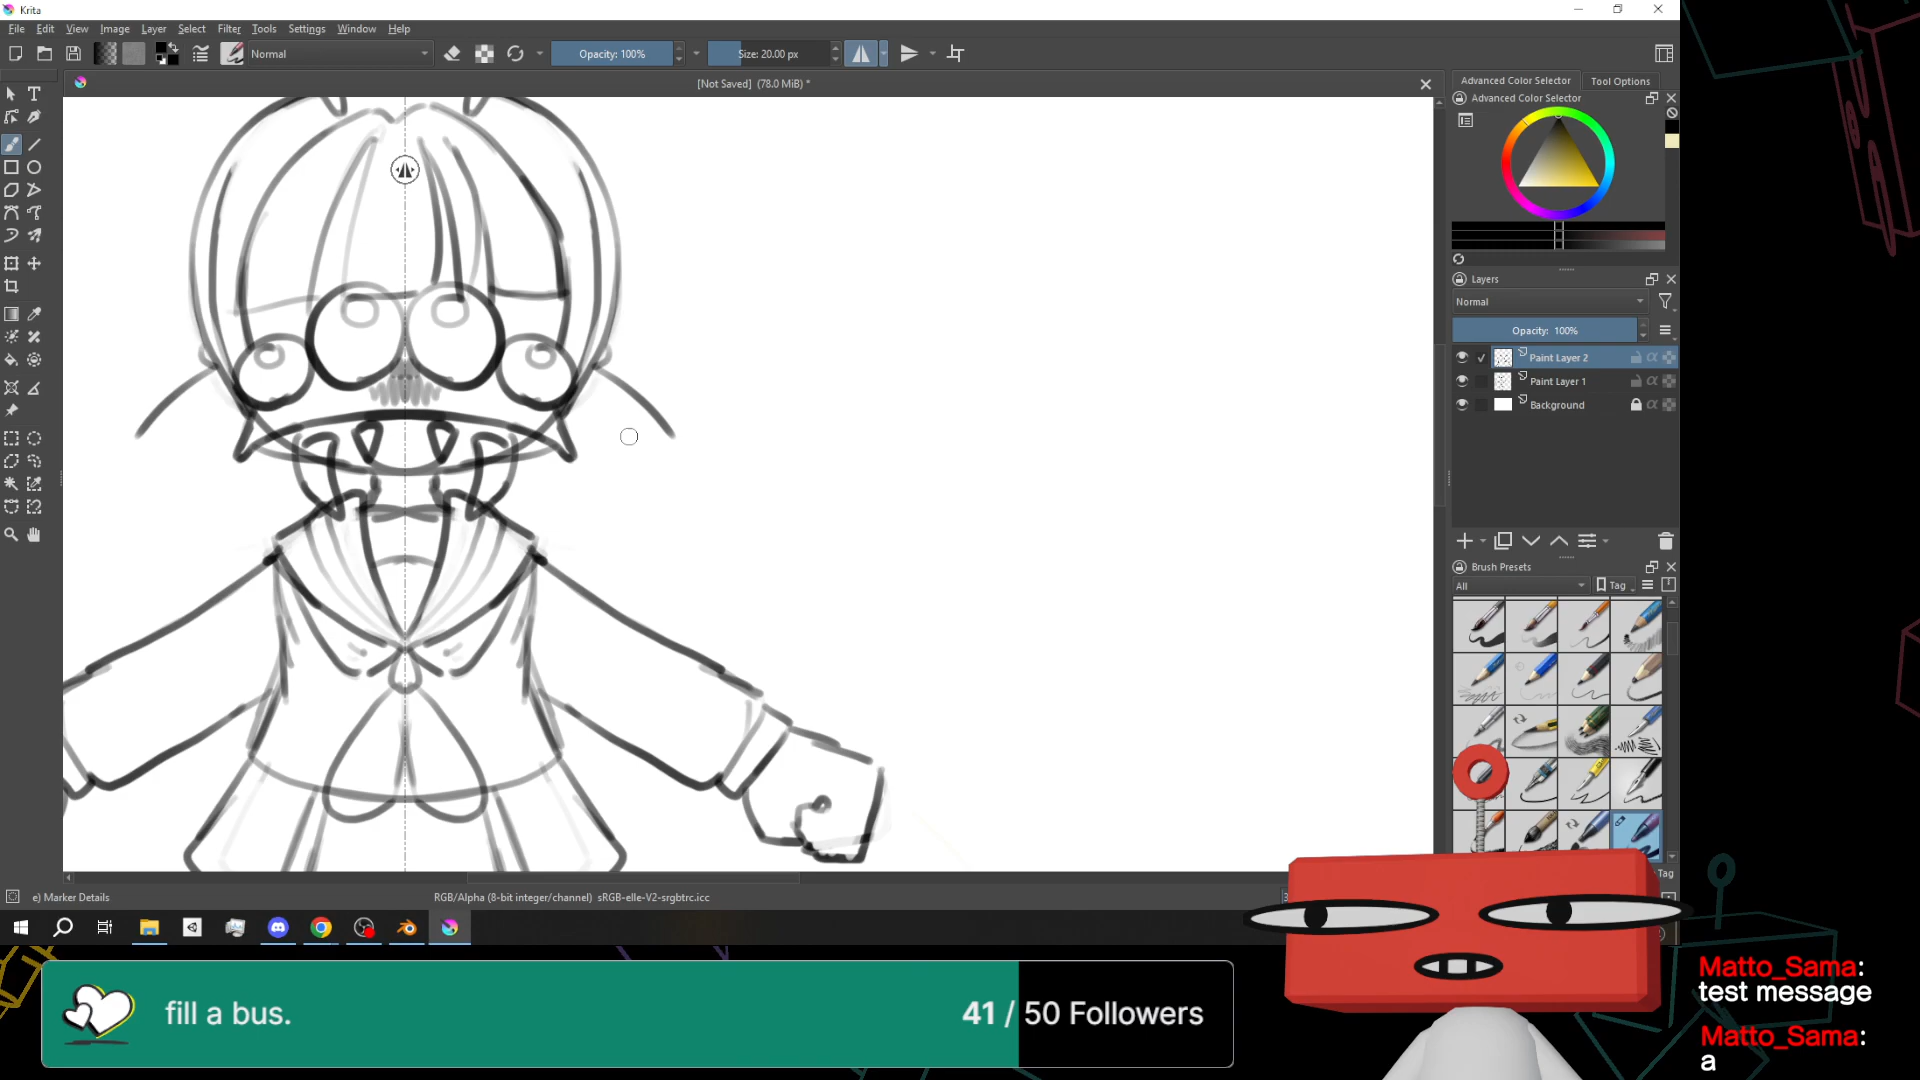 Krita
File Edit View Image Layer Select Filter Tools Settings Window Help
Normal
Opacity: 100%
Size: 20.00 px
[Not Saved] (78.0 MiB) *
Advanced Color Selector
Tool Options
Advanced Color Selector
Layers
Normal
Opacity: 100%
Paint Layer 2
Paint Layer 1
Background
Brush Presets
All
Tag
Tag
e) Marker Details
RGB/Alpha (8-bit integer/channel) sRGB-elle-V2-srgbtrc.icc
fill a bus.
41 / 50 Followers
Matto_Sama:
test message
Matto_Sama:
a